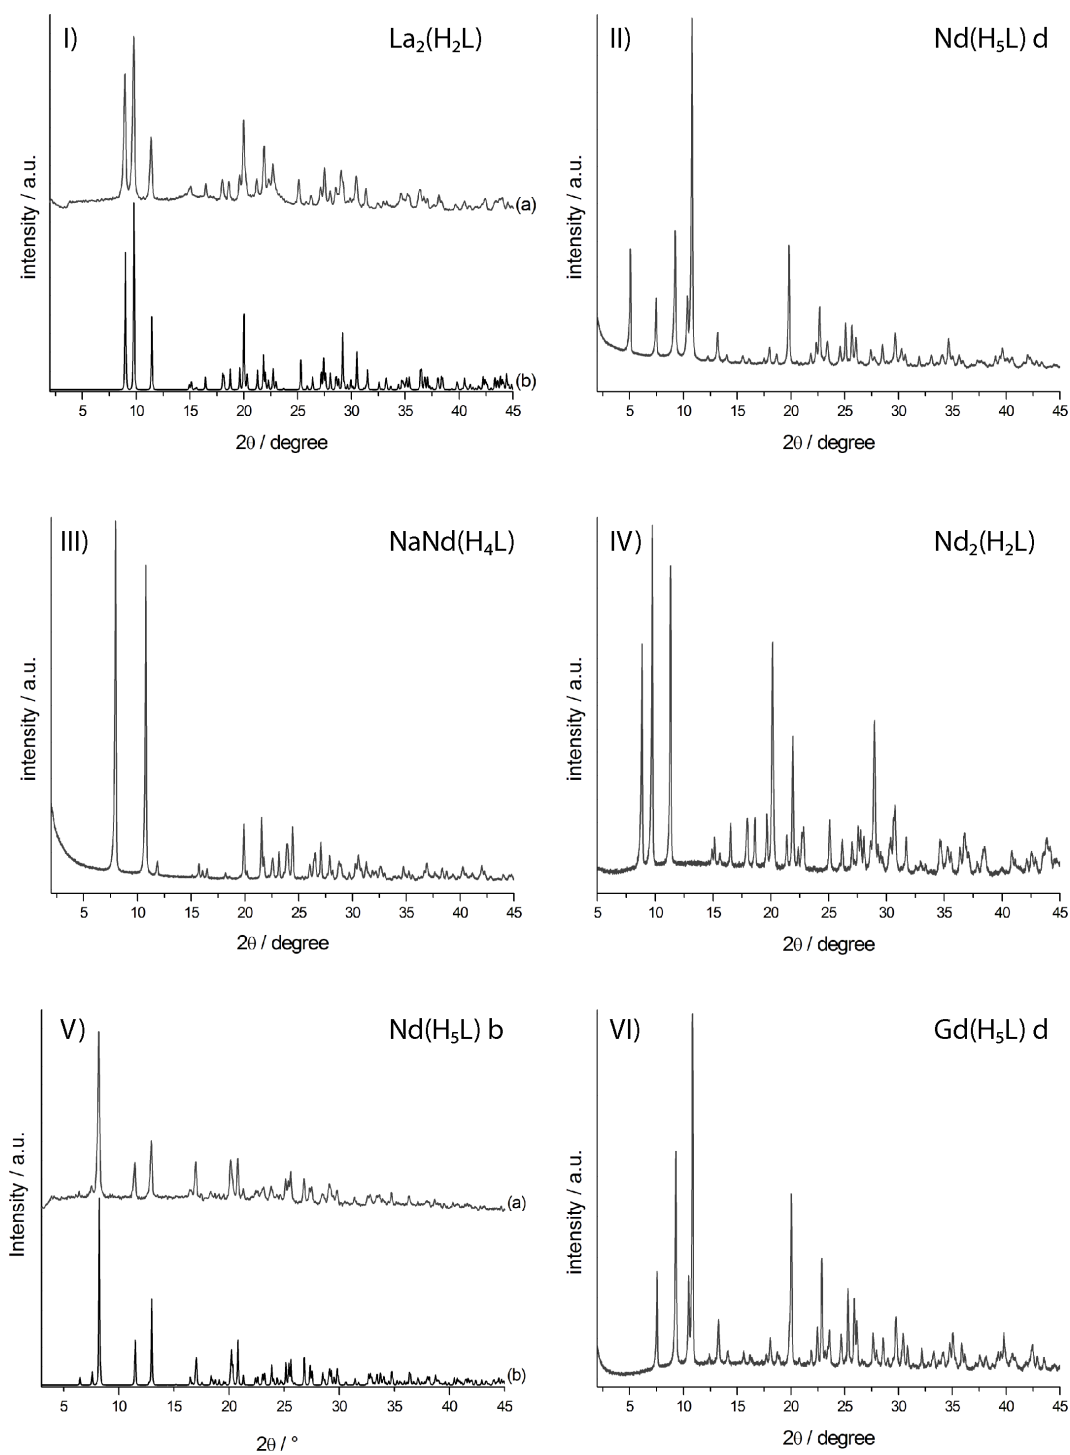 I) La₂(H₂L)
intensity / a.u.
(a)
(b)
5 10 15 20 25 30 35 40 45
2θ / degree
II) Nd(H₅L) d
intensity / a.u.
5 10 15 20 25 30 35 40 45
2θ / degree
III) NaNd(H₄L)
intensity / a.u.
5 10 15 20 25 30 35 40 45
2θ / degree
IV) Nd₂(H₂L)
intensity / a.u.
5 10 15 20 25 30 35 40 45
2θ / degree
V) Nd(H₅L) b
Intensity / a.u.
(a)
(b)
5 10 15 20 25 30 35 40 45
2θ / °
VI) Gd(H₅L) d
intensity / a.u.
5 10 15 20 25 30 35 40 45
2θ / degree